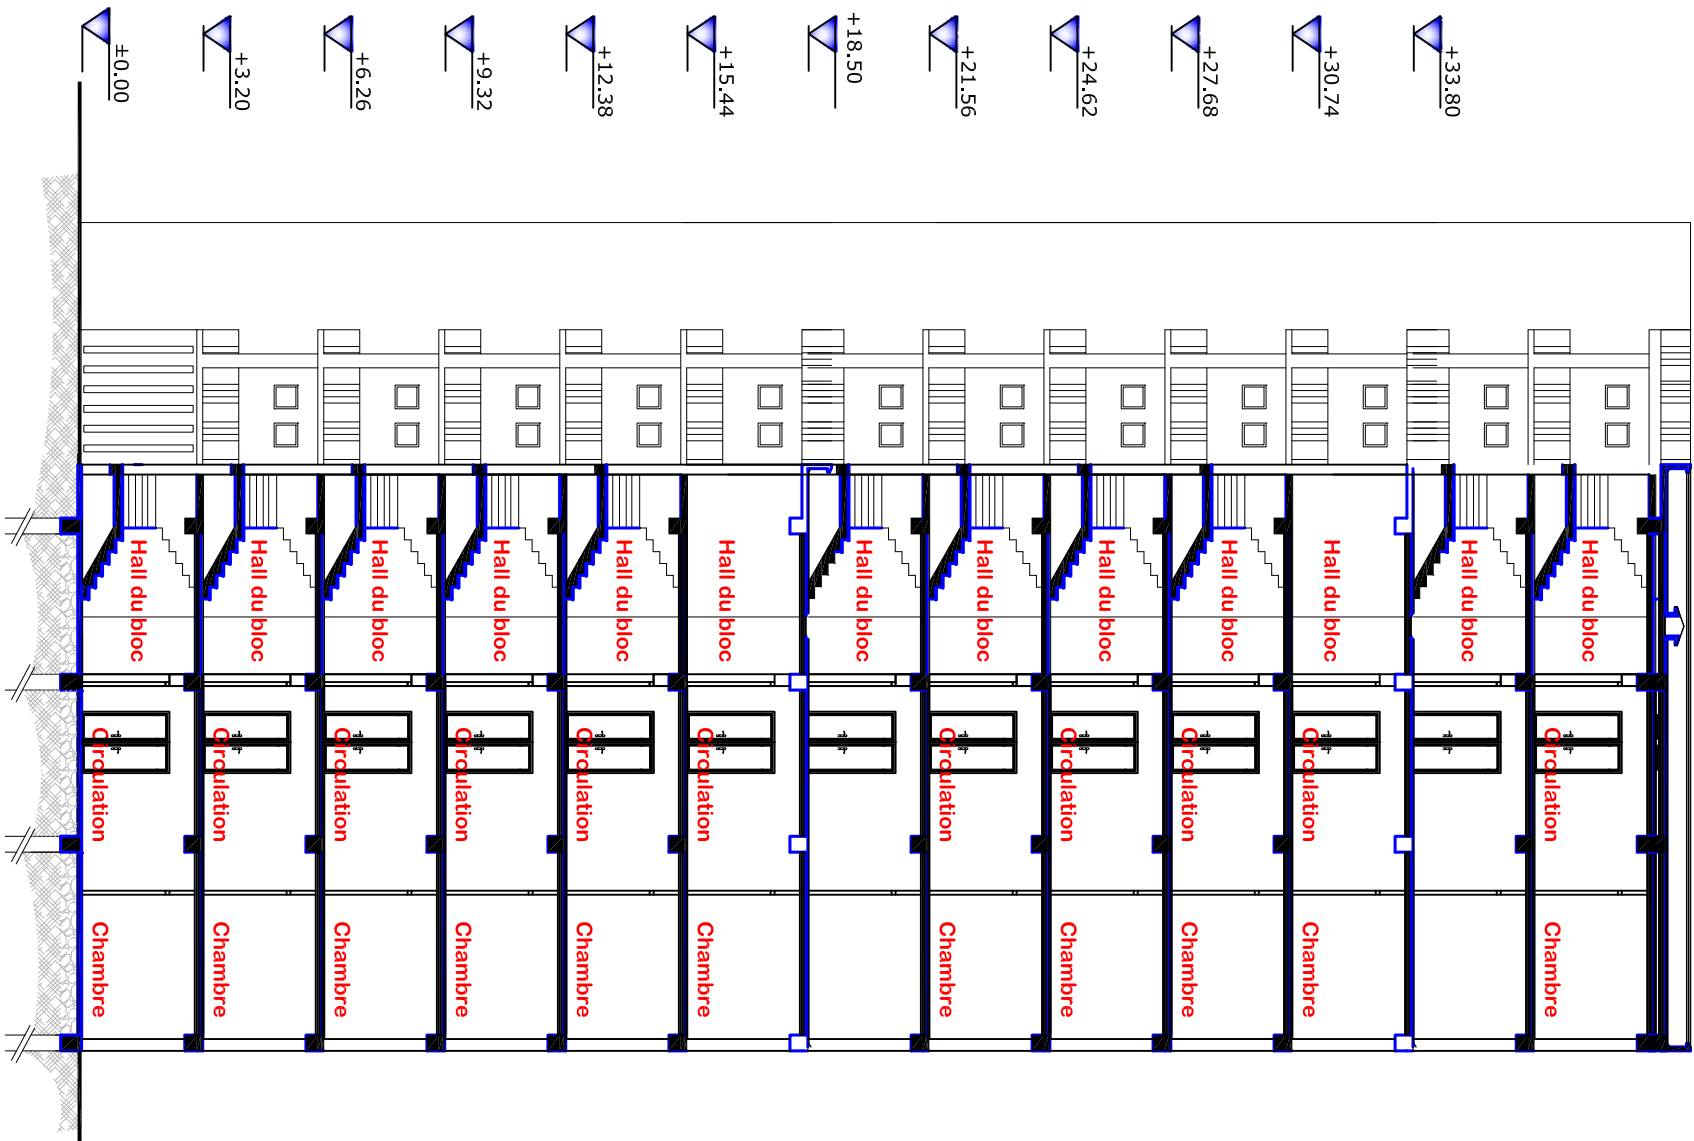 ±0.00
+3.20
+6.26
+9.32
+12.38
+15.44
+18.50
+21.56
+24.62
+27.68
+30.74
+33.80
Hall du bloc
Hall du bloc
Hall du bloc
Hall du bloc
Hall du bloc
Hall du bloc
Hall du bloc
Hall du bloc
Hall du bloc
Hall du bloc
Hall du bloc
Hall du bloc
Hall du bloc
Circulation
Circulation
Circulation
Circulation
Circulation
Circulation
Circulation
Circulation
Circulation
Circulation
Circulation
Chambre
Chambre
Chambre
Chambre
Chambre
Chambre
Chambre
Chambre
Chambre
Chambre
Chambre